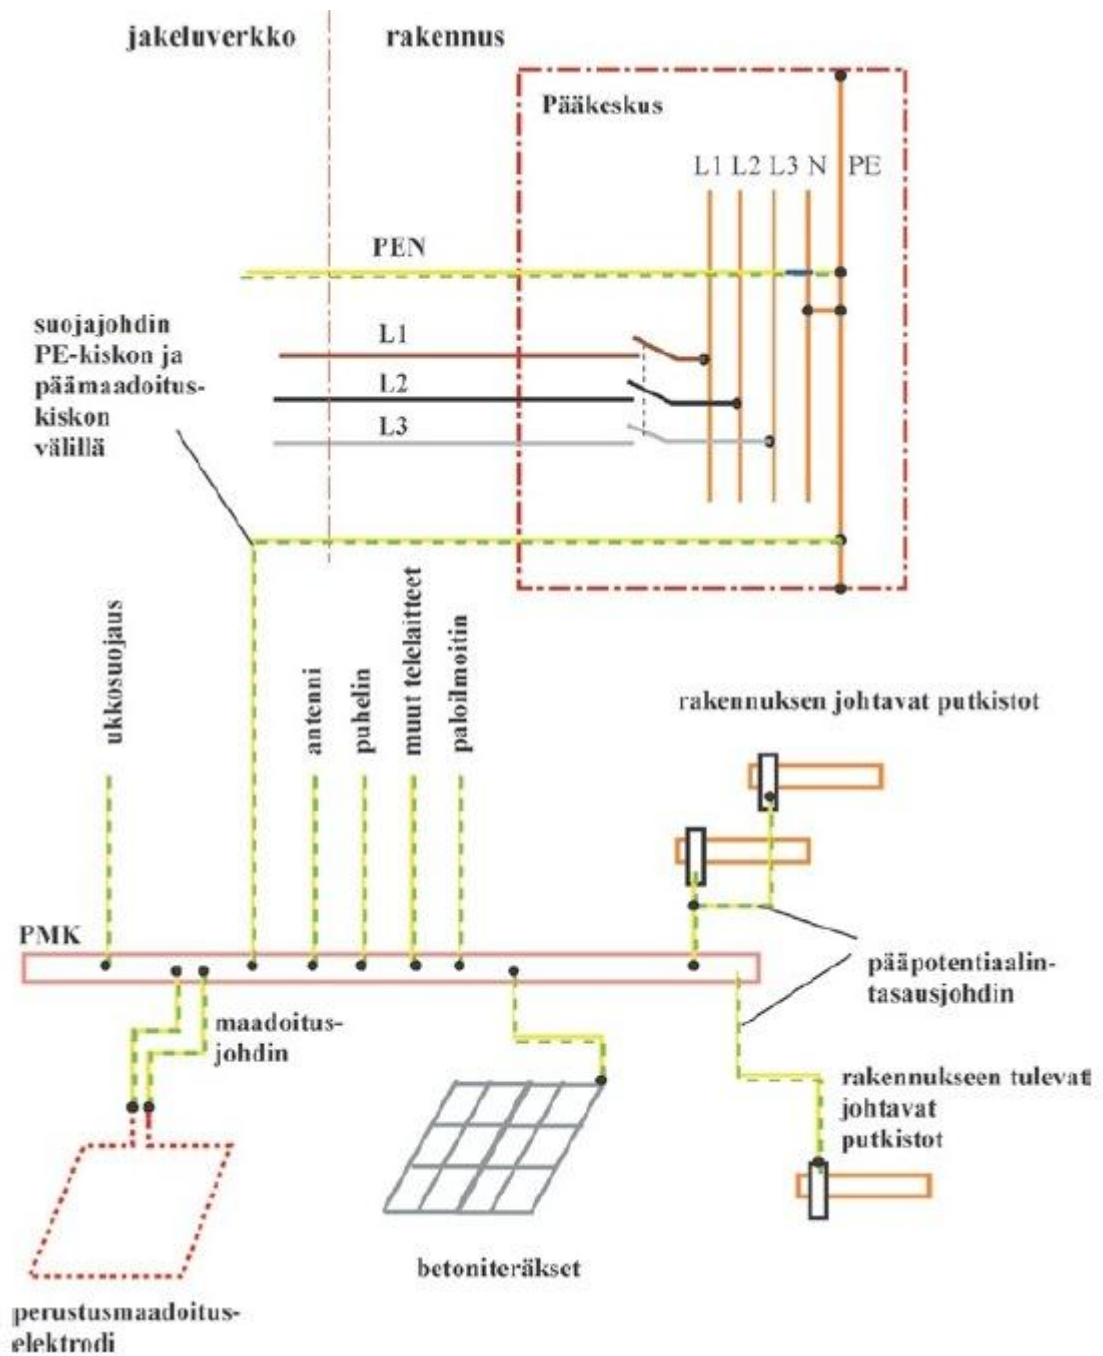 jakeluverkko
rakennus
Pääkeskus
L1 L2 L3 N PE
PEN
suojajohdin
PE-kiskon ja
päämaadoitus-
kiskon
välillä
L1
L2
L3
ukkosuojaus
antenni
puhelin
muut telelaitteet
paloilmoitin
rakennuksen johtavat putkistot
PMK
pääpotentiaalin-
tasausjohdin
maadoitus-
johdin
rakennukseen tulevat
johtavat
putkistot
betoniteräkset
perustusmaadoitus-
elektrodi